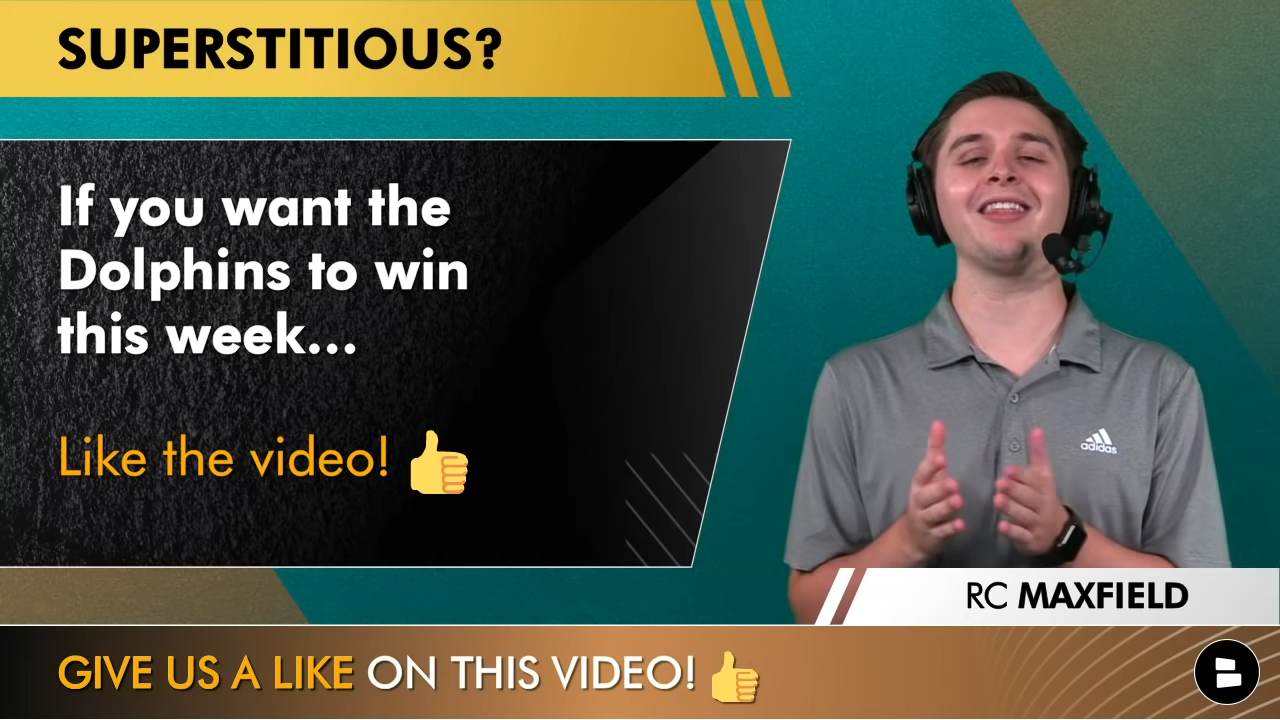 SUPERSTITIOUS?
If you want the
Dolphins to win
this week...
Like the video!
adidas
RC MAXFIELD
GIVE US A LIKE ON THIS VIDEO!